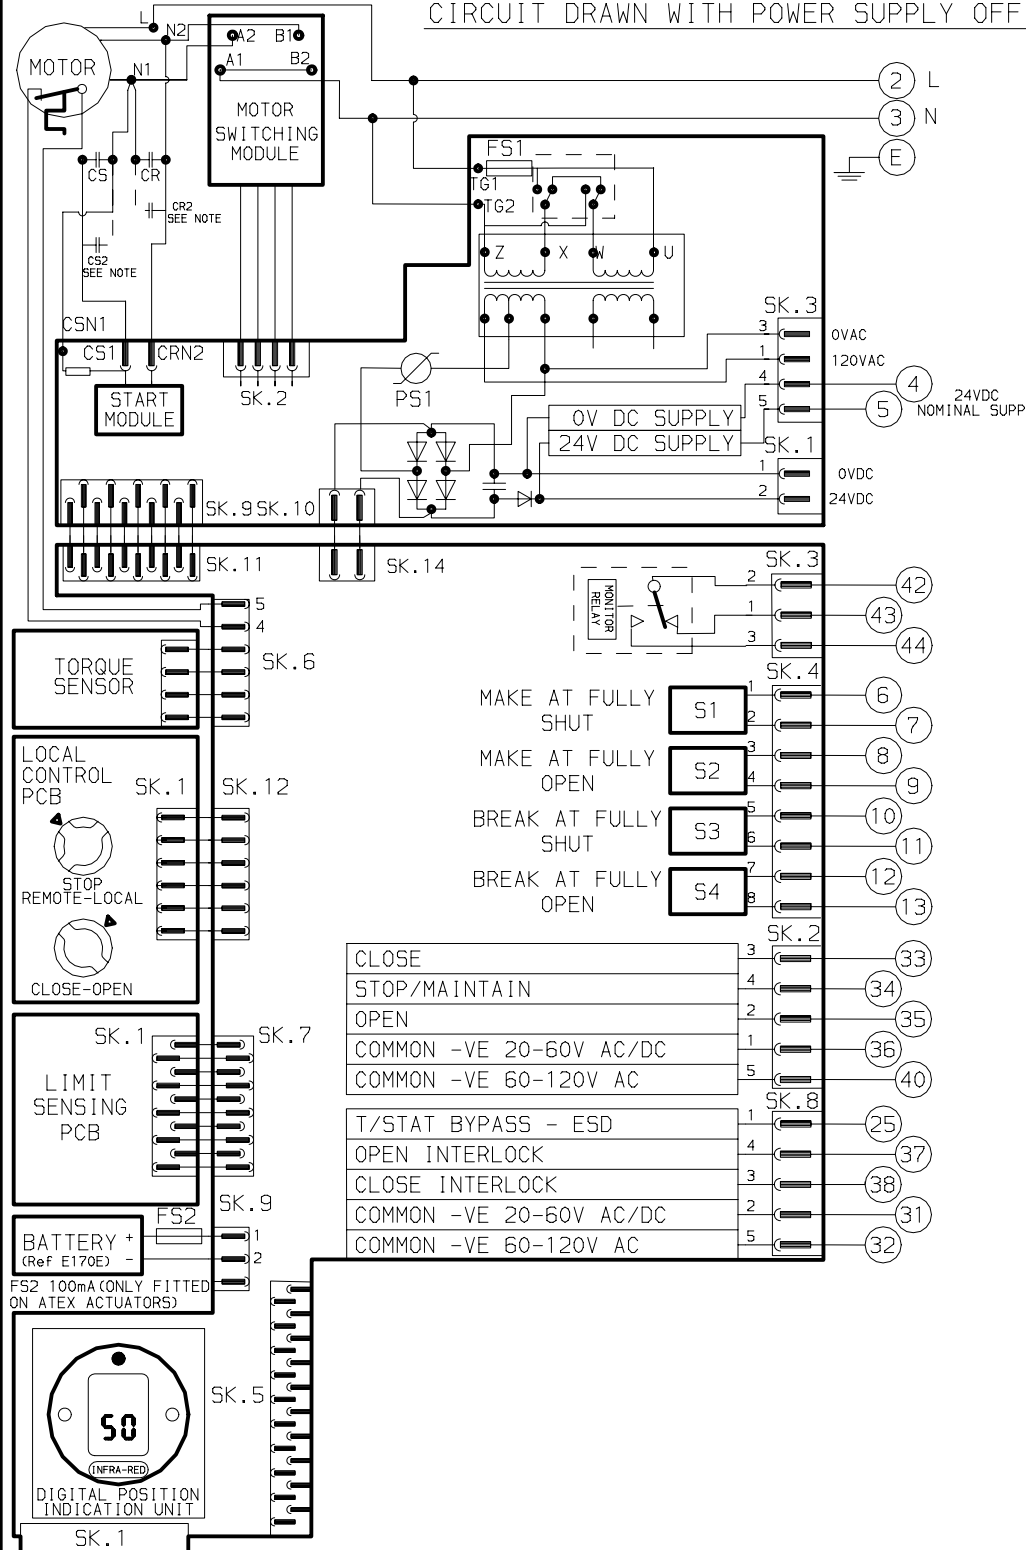 CIRCUIT DRAWN WITH POWER SUPPLY OFF
L
N2
A2 B1
A1 B2
MOTOR
N1
MOTOR
SWITCHING
MODULE
2 L
3 N
E
FS1
TG1
TG2
CS
CR
CR2
SEE NOTE
CS2
SEE NOTE
Z X W U
SK.3
3 0VAC
1 120VAC
4 4
5 5
24VDC
NOMINAL SUPP
CSN1
CS1
CRN2
START
MODULE
SK.2
PS1
0V DC SUPPLY
24V DC SUPPLY
SK.1
1 0VDC
2 24VDC
SK.9
SK.10
SK.11
SK.14
SK.3
MONITOR
RELAY
2 42
1 43
3 44
5
4
SK.6
TORQUE
SENSOR
SK.4
MAKE AT FULLY
SHUT
S1
1 6
2 7
MAKE AT FULLY
OPEN
S2
3 8
4 9
BREAK AT FULLY
SHUT
S3
5 10
6 11
BREAK AT FULLY
OPEN
S4
7 12
8 13
LOCAL
CONTROL
PCB
SK.1
SK.12
STOP
REMOTE-LOCAL
CLOSE-OPEN
SK.2
CLOSE 3 33
STOP/MAINTAIN 4 34
OPEN 2 35
COMMON -VE 20-60V AC/DC 1 36
COMMON -VE 60-120V AC 5 40
SK.1
SK.7
LIMIT
SENSING
PCB
SK.8
T/STAT BYPASS - ESD 1 25
OPEN INTERLOCK 4 37
CLOSE INTERLOCK 3 38
COMMON -VE 20-60V AC/DC 2 31
COMMON -VE 60-120V AC 5 32
SK.9
FS2
BATTERY + 1
(Ref E170E) - 2
FS2 100mA(ONLY FITTED
ON ATEX ACTUATORS)
SK.5
50
INFRA-RED
DIGITAL POSITION
INDICATION UNIT
SK.1